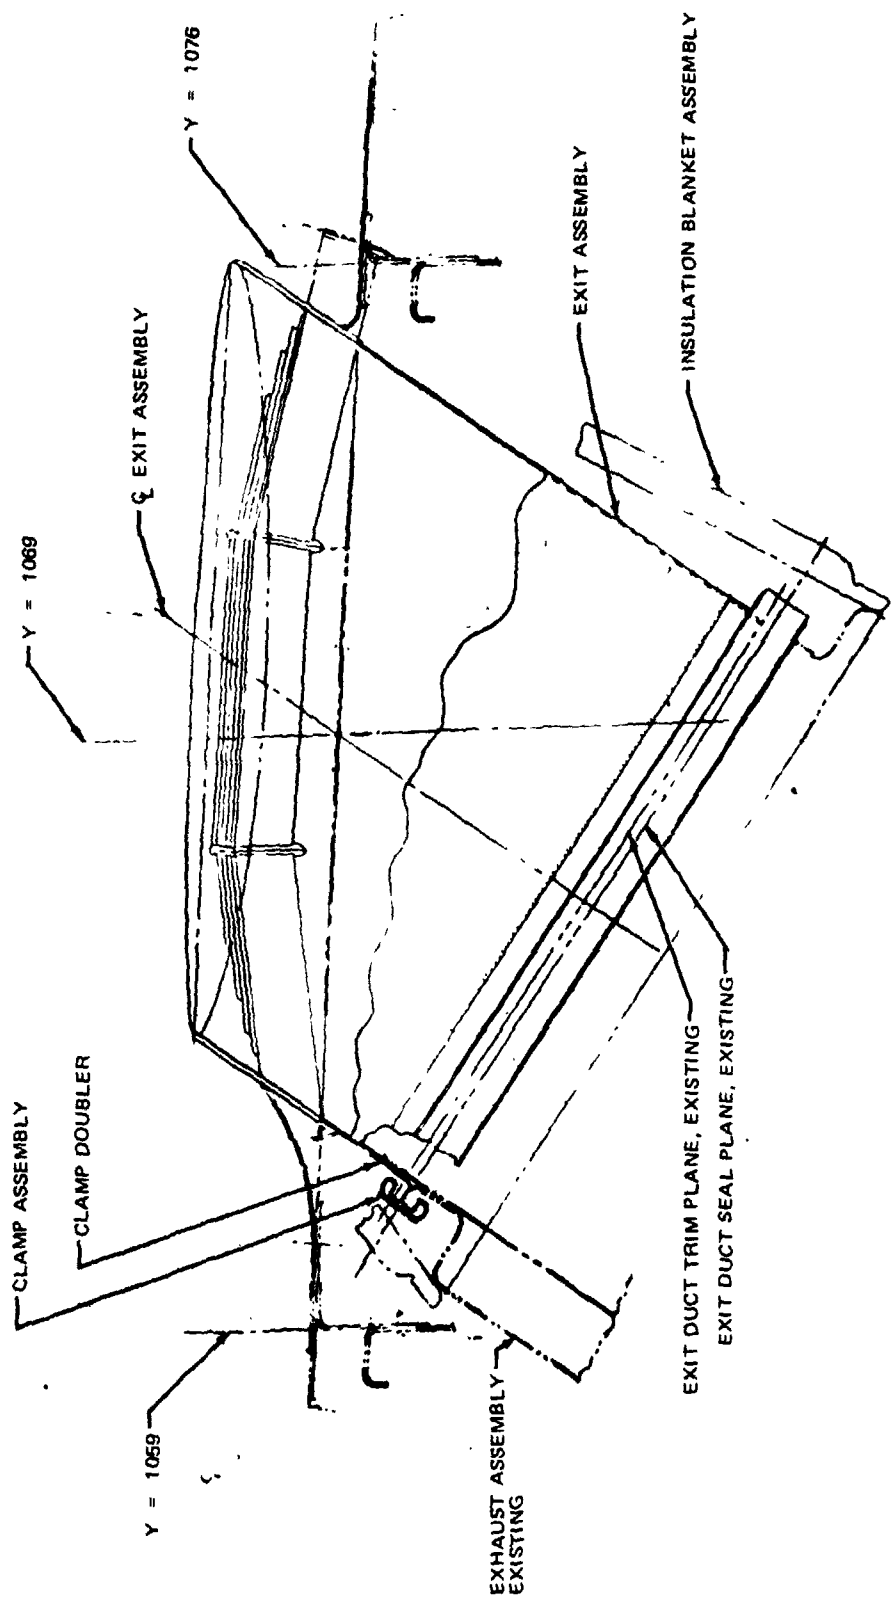 Y = 1076
INSULATION BLANKET ASSEMBLY
EXIT ASSEMBLY
℄ EXIT ASSEMBLY
Y = 1069
CLAMP ASSEMBLY
CLAMP DOUBLER
Y = 1059
EXHAUST ASSEMBLY
EXISTING
EXIT DUCT TRIM PLANE, EXISTING
EXIT DUCT SEAL PLANE, EXISTING